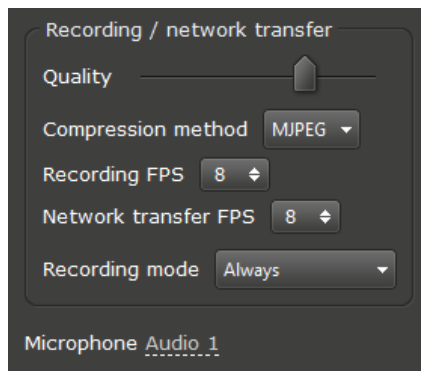 Recording / network transfer
Quality
Compression method MJPEG
Recording FPS 8
Network transfer FPS 8
Recording mode Always
Microphone Audio 1